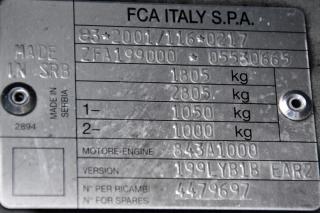 FCA ITALY S.P.A.
e3*2001/116*0217
ZFA199000 * 05530665
MADE IN SRB
1805 kg
2805 kg
MADE IN SERBIA
1- 1050 kg
2- 1000 kg
2894
MOTORE-ENGINE 843A1000
VERSION 199LYB1B EARZ
N° PER RICAMBI 4479697
N° FOR SPARES